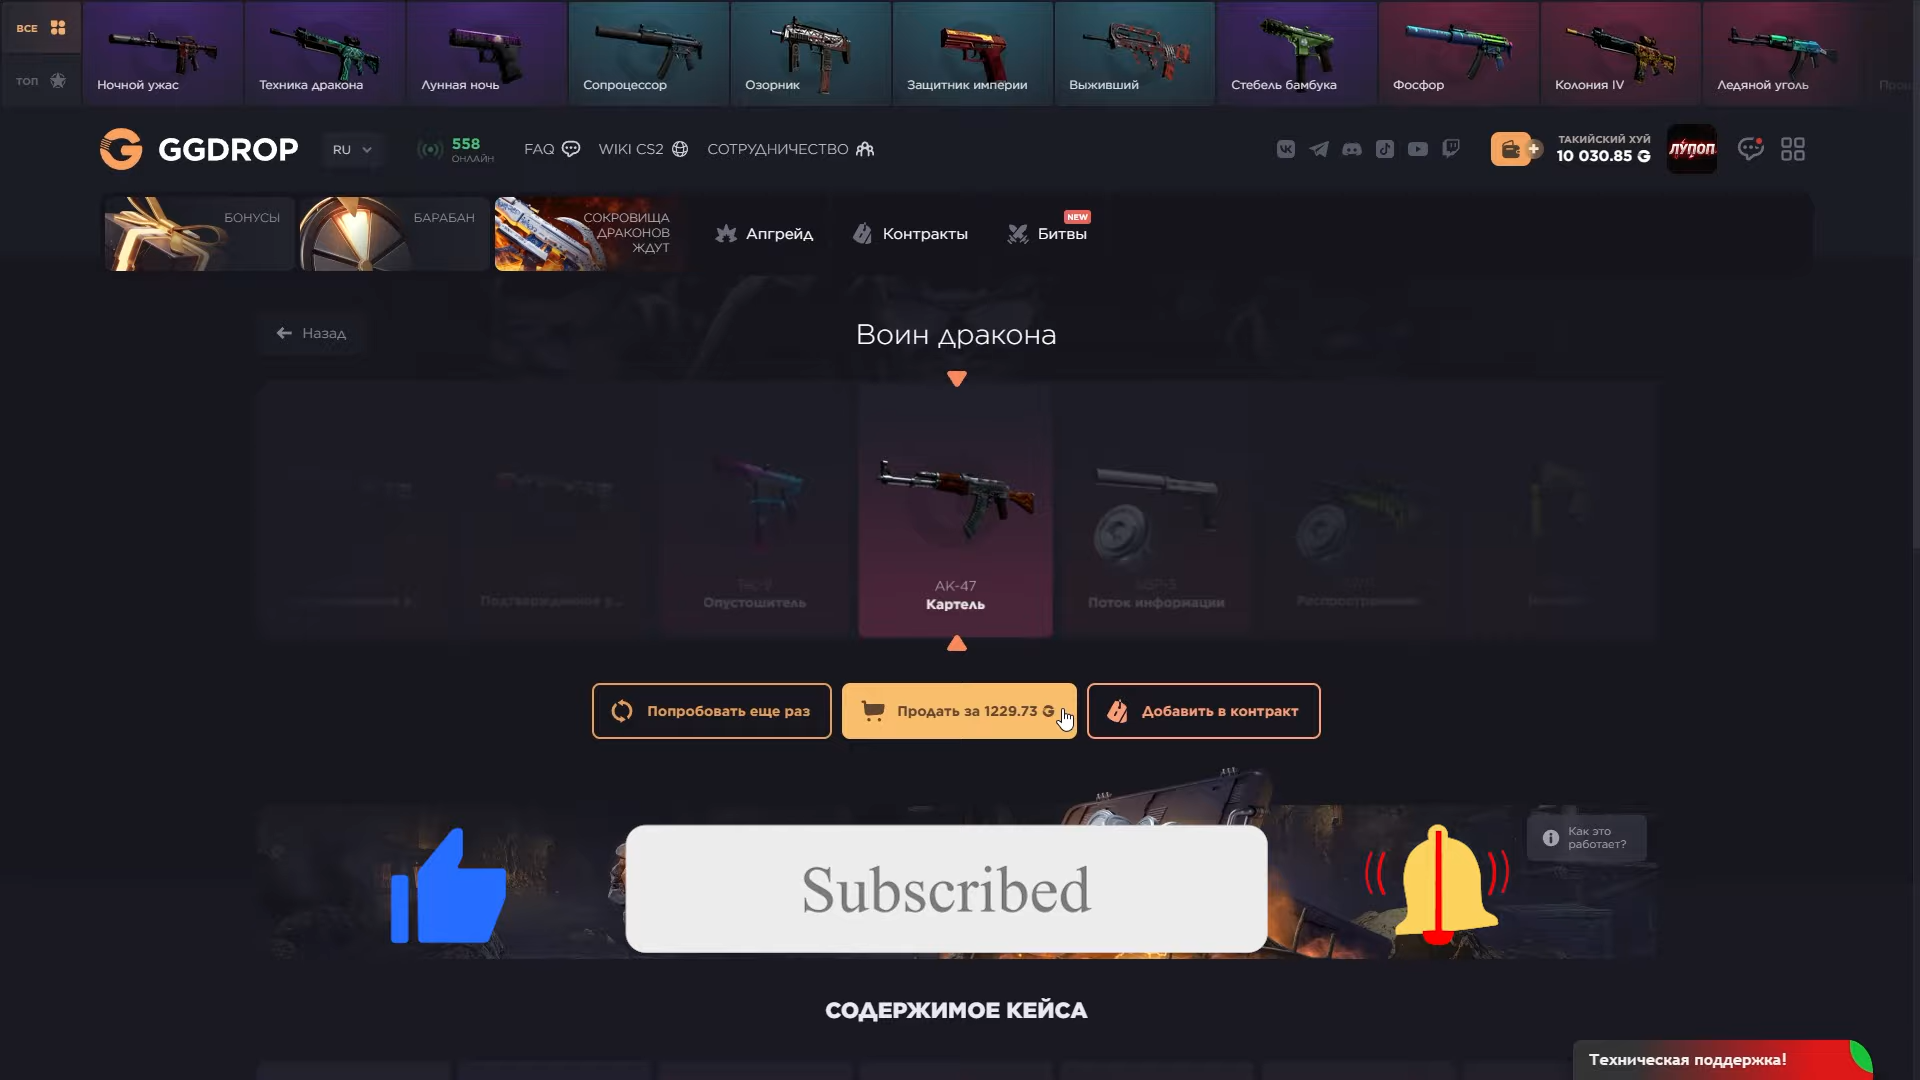 ВСЕ
ТОП
Ночной ужас
Техника дракона
Лунная ночь
Сопроцессор
Озорник
Защитник империи
Выживший
Стебель бамбука
Фосфор
Колония IV
Ледяной уголь
GGDROP
RU
558
ОНЛАЙН
FAQ
WIKI CS2
СОТРУДНИЧЕСТВО
ТАКИЙСКИЙ ХУЙ
10 030.85 G
ЛУПОП
БОНУСЫ
БАРАБАН
СОКРОВИЩА
ДРАКОНОВ
ЖДУТ
Апгрейд
Контракты
Битвы
NEW
Назад
Воин дракона
Подтвержденное
Опустошитель
AK-47
Картель
Поток информации
Распространение
Попробовать еще раз
Продать за 1229.73 G
Добавить в контракт
Как это
работает?
Subscribed
СОДЕРЖИМОЕ КЕЙСА
Техническая поддержка!